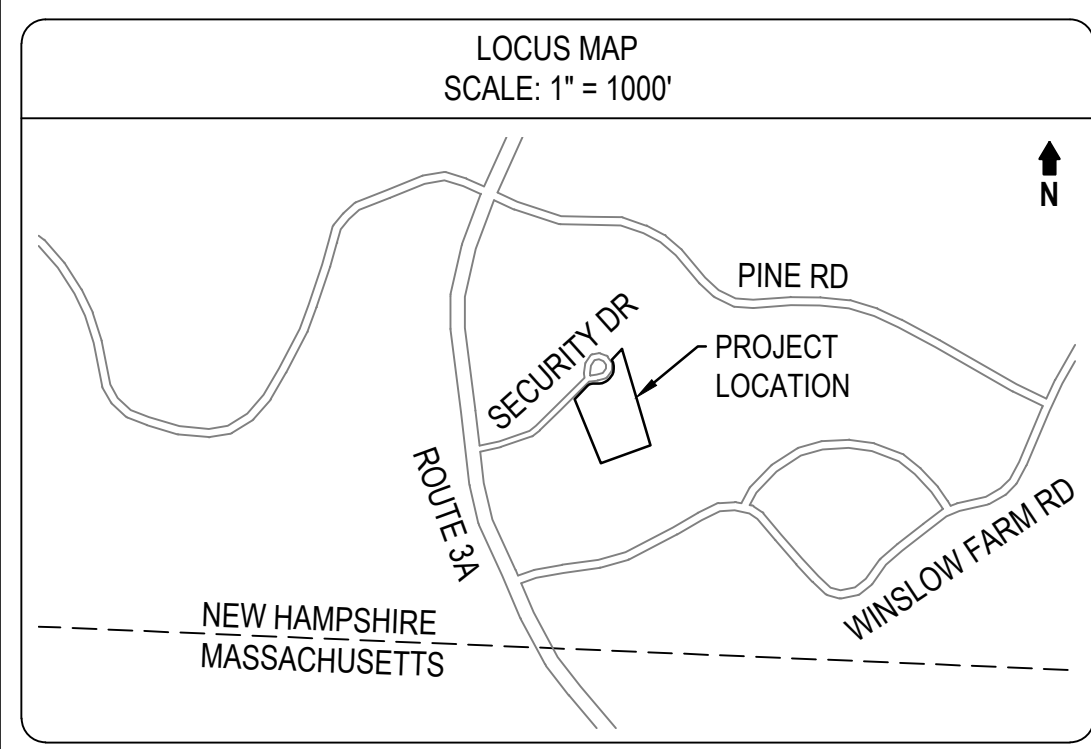 LOCUS MAP
SCALE: 1" = 1000'
N
PINE RD
SECURITY DR
PROJECT
LOCATION
ROUTE 3A
WINSLOW FARM RD
NEW HAMPSHIRE
MASSACHUSETTS